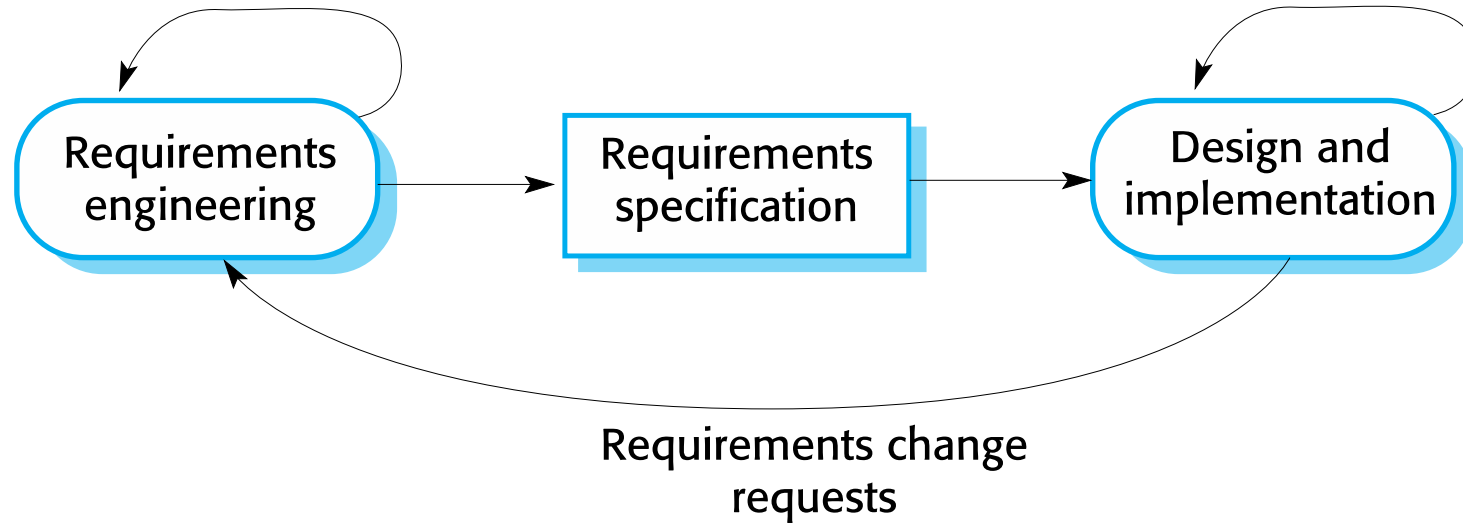 Requirements
engineering
Requirements
specification
Design and
implementation
Requirements change
requests